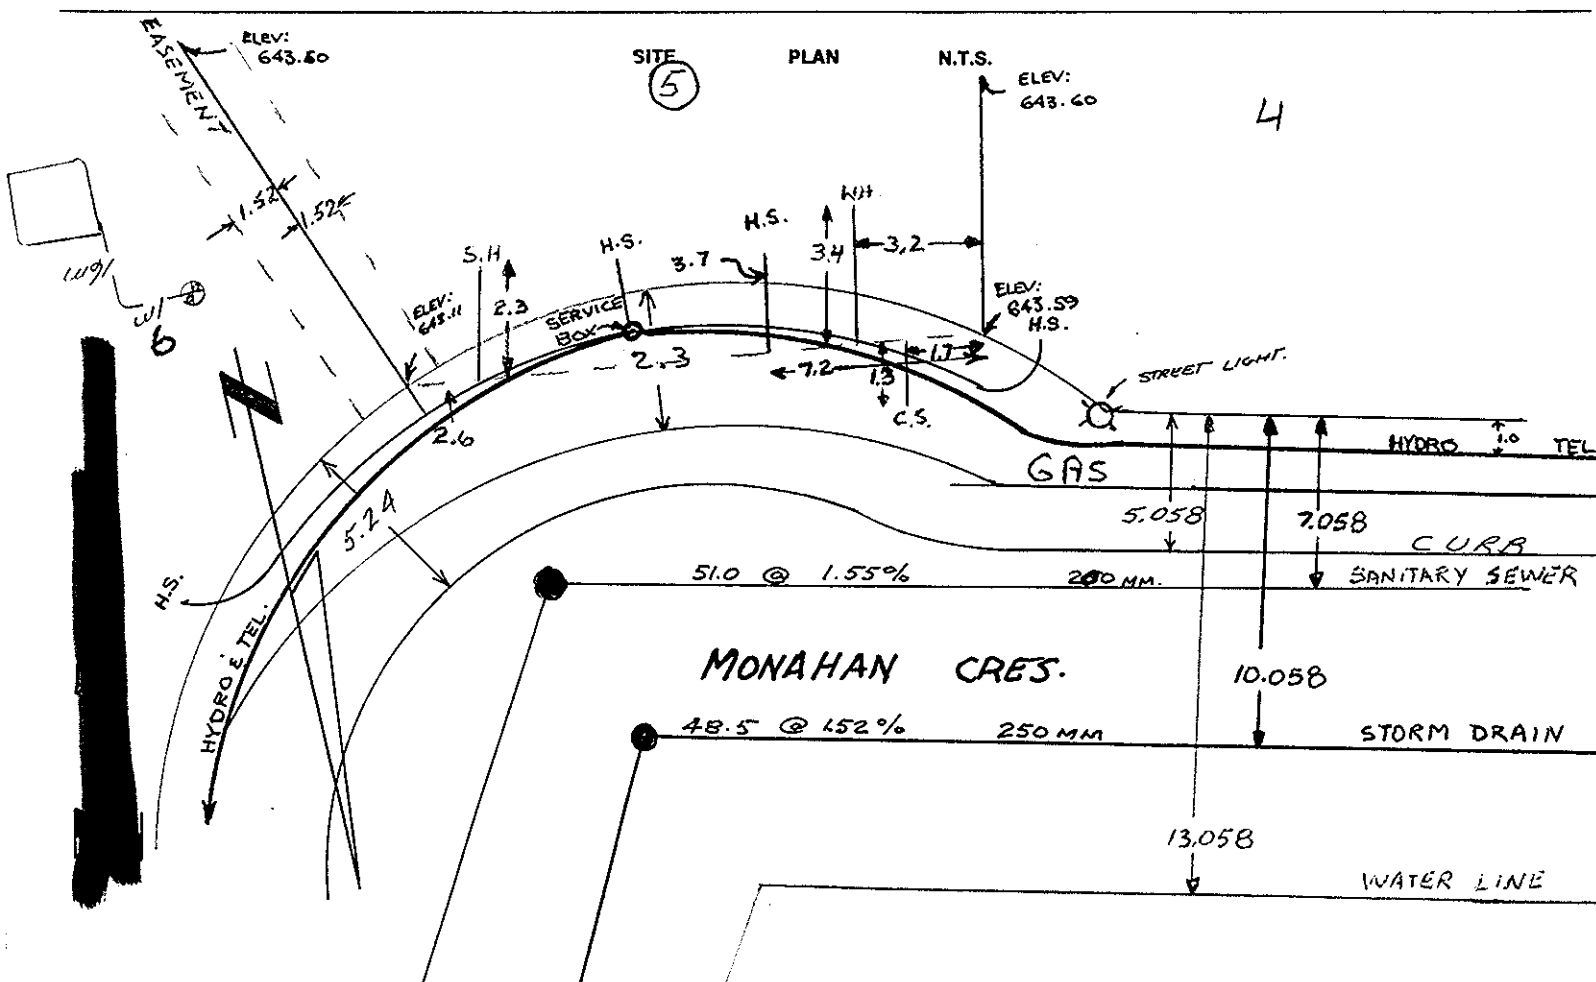 SITE PLAN N.T.S.
5
4
EASEMENT
ELEV:
643.60
ELEV:
643.60
1.52
1.52
S.H
H.S.
H.S.
3.7
3.4
3.2
2.3
ELEV:
643.11
SERVICE
BOX
ELEV:
643.59
H.S.
2.3
7.2
1.3
1.7
C.S.
STREET LIGHT.
6
2.6
HYDRO
1.0
TEL
GAS
5.24
5.058
7.058
CURB
H.S.
51.0 @ 1.55%
200 MM.
SANITARY SEWER
HYDRO & TEL.
MONAHAN CRES.
10.058
48.5 @ 1.52%
250 MM
STORM DRAIN
13,058
WATER LINE